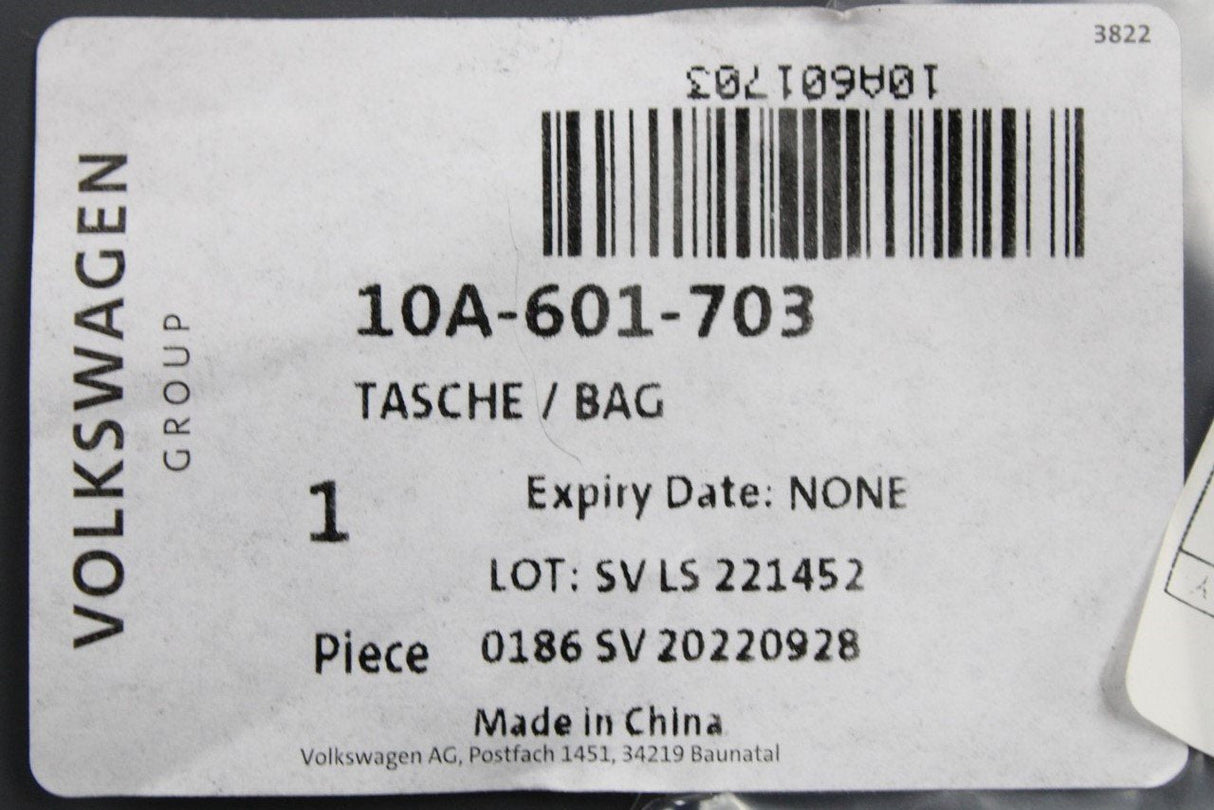 3822
10A601703
VOLKSWAGEN
GROUP
10A-601-703
TASCHE / BAG
1
Expiry Date: NONE
LOT: SV LS 221452
Piece 0186 SV 20220928
Made in China
Volkswagen AG, Postfach 1451, 34219 Baunatal